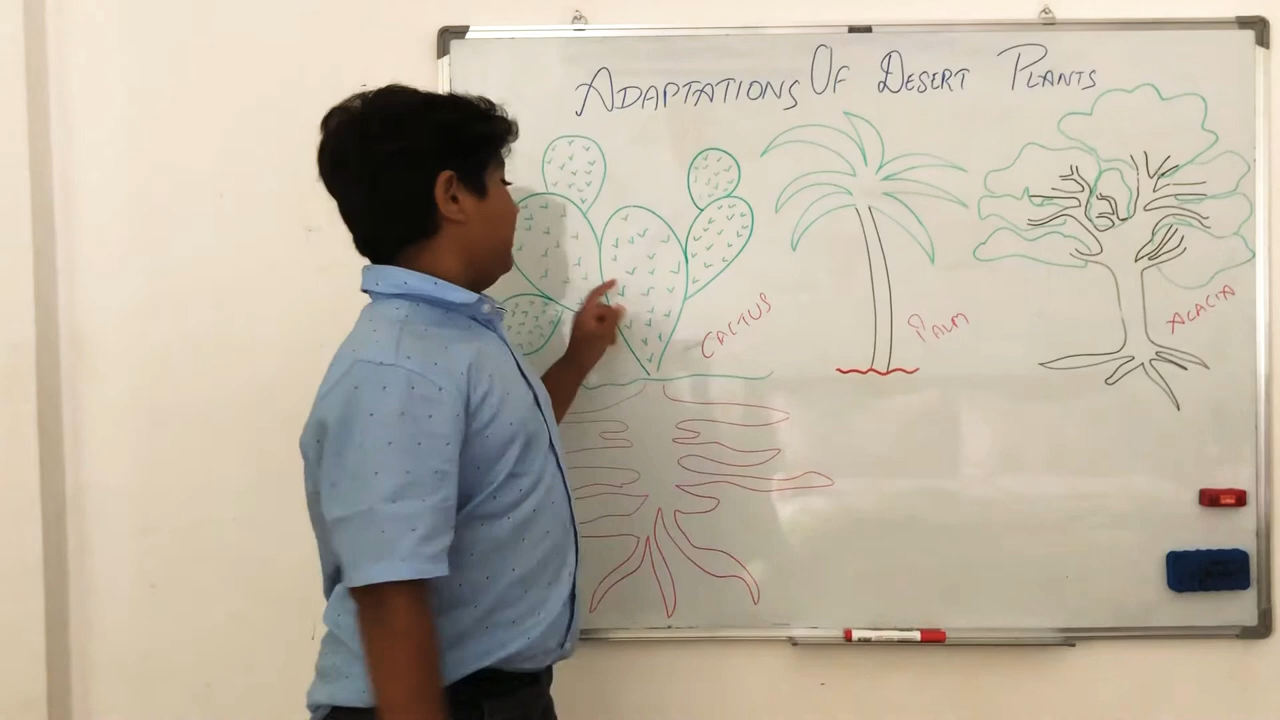 ADAPTATIONS OF DESERT PLANTS
CACTUS
PALM
ACACIA